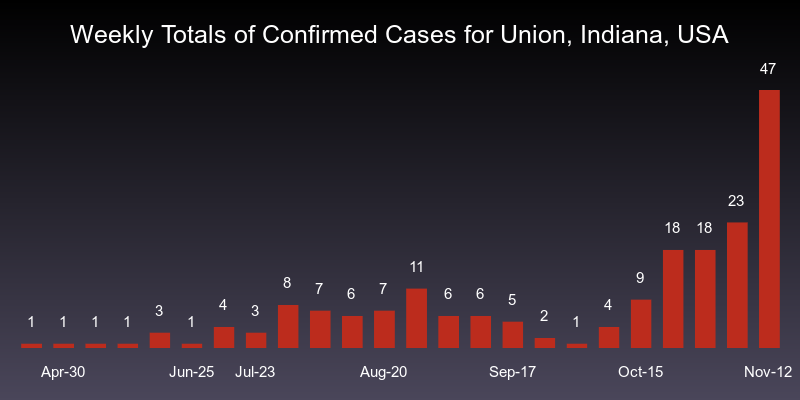 Weekly Totals of Confirmed Cases for Union, Indiana, USA
1 1 1 1 3 1 4 3 8 7 6 7 11 6 6 5 2 1 4 9 18 18 23 47
Apr-30 Jun-25 Jul-23 Aug-20 Sep-17 Oct-15 Nov-12